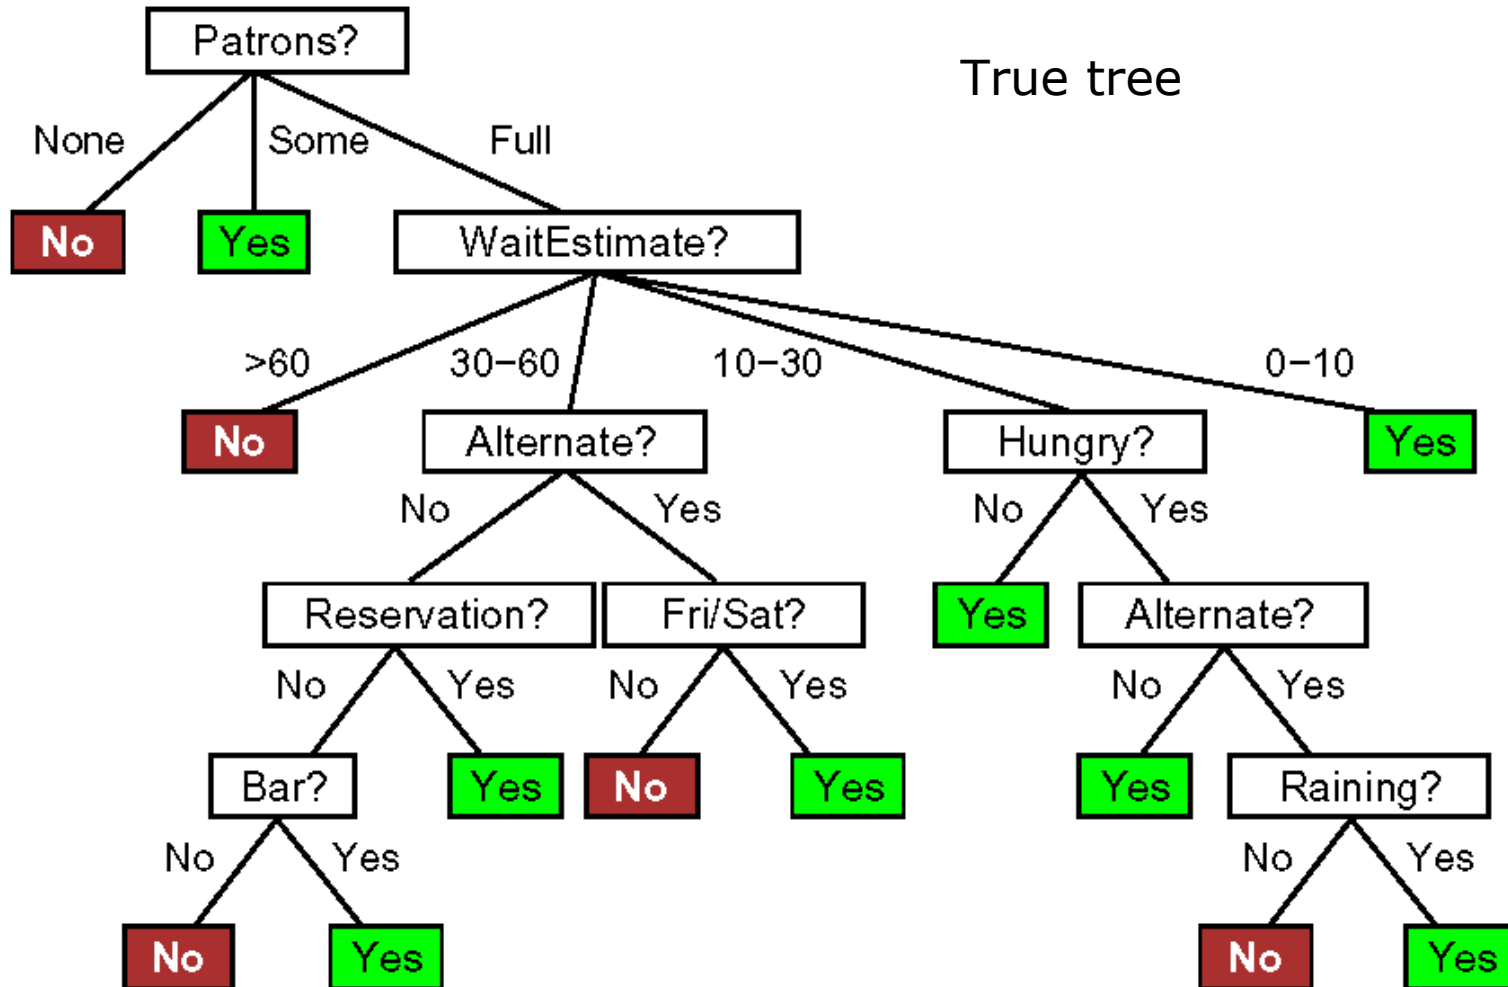 Patrons?
True tree
None Some Full
No Yes WaitEstimate?
>60 30−60 10−30 0−10
No Alternate? Hungry? Yes
No Yes No Yes
Reservation? Fri/Sat? Yes Alternate?
No Yes No Yes No Yes
Bar? Yes No Yes Yes Raining?
No Yes No Yes
No Yes No Yes